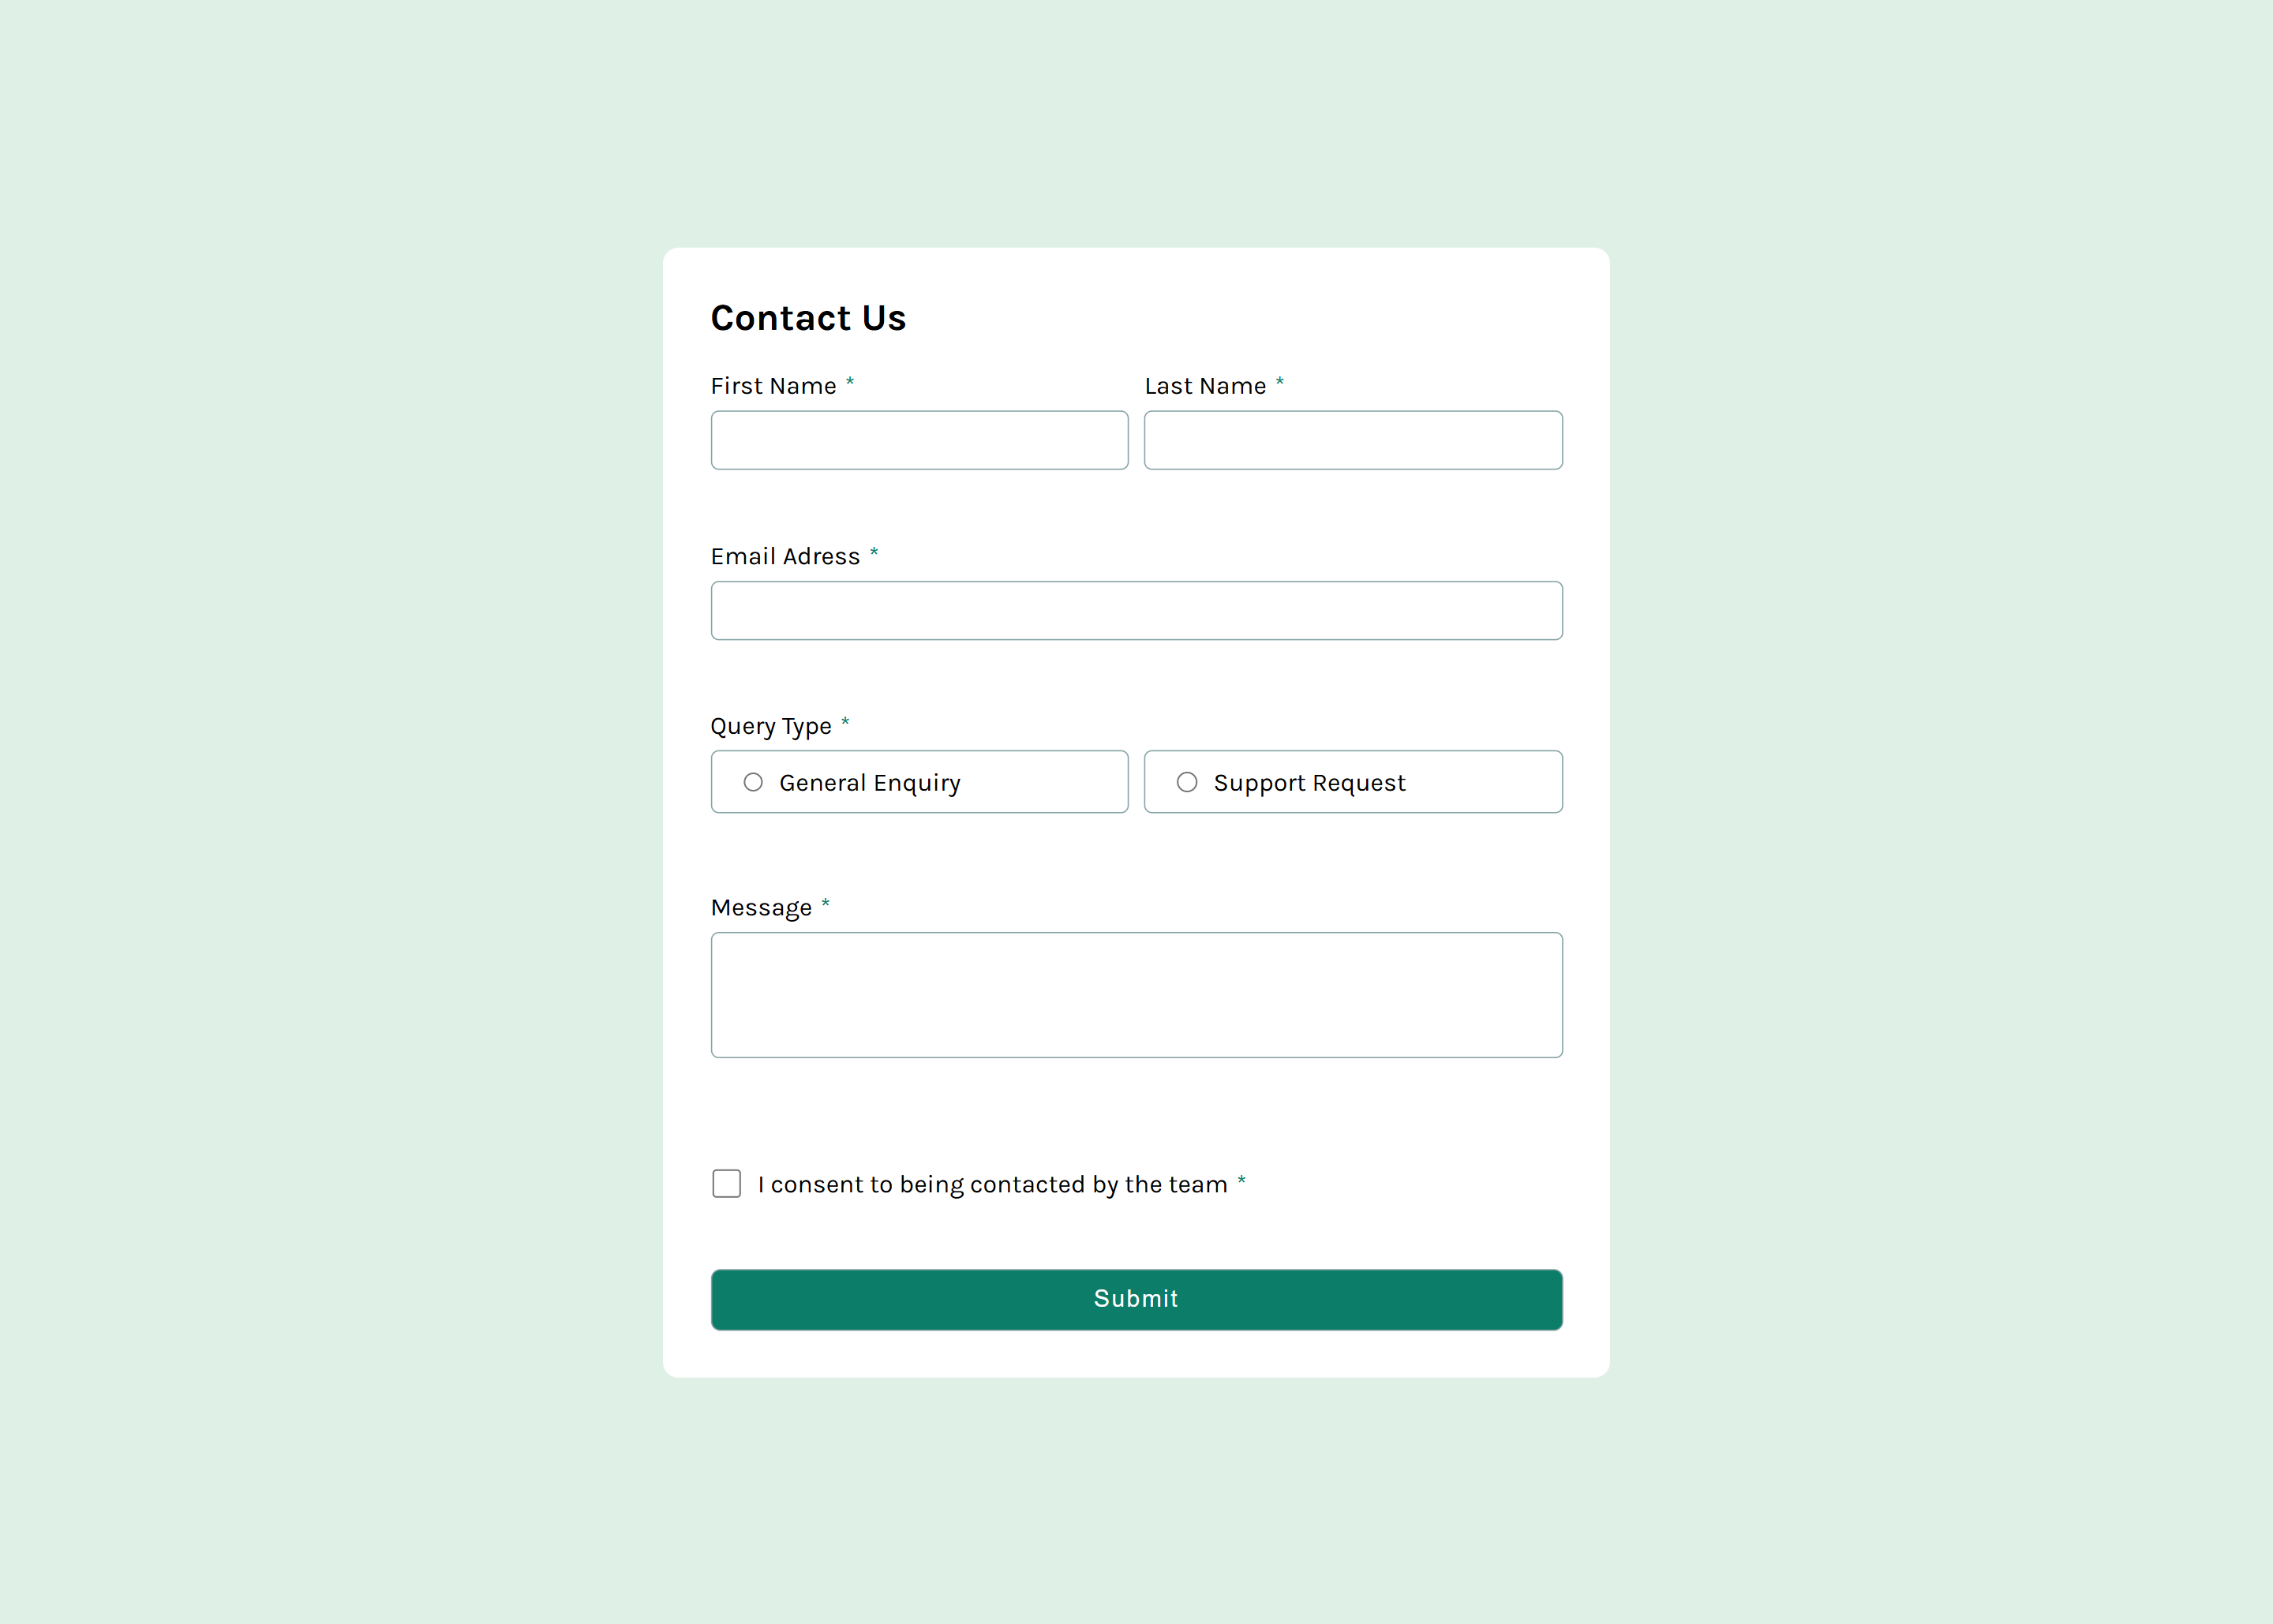 Contact Us
First Name * Last Name *
Email Adress *
Query Type *
General Enquiry Support Request
Message *
I consent to being contacted by the team *
Submit